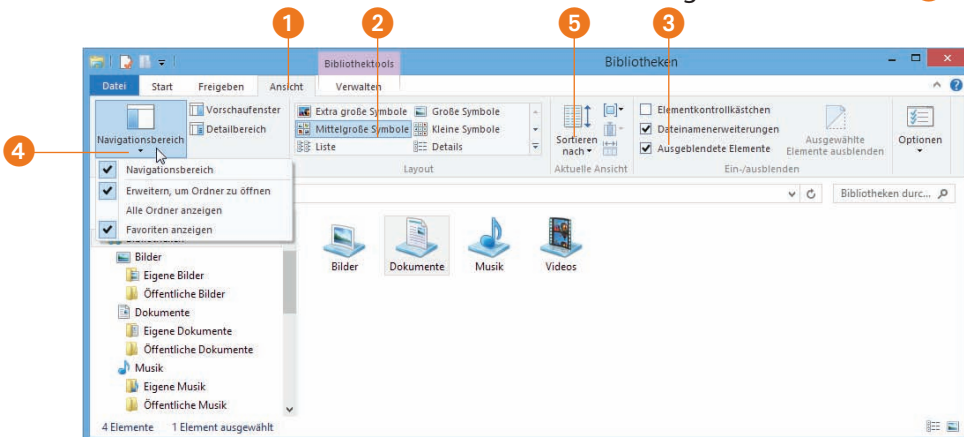 1
2
5
3
Bibliothektools
Bibliotheken
Datei Start Freigeben Ansicht Verwalten
Navigationsbereich
Vorschaufenster
Detailbereich
Extra große Symbole Große Symbole
Mittelgroße Symbole Kleine Symbole
Liste Details
Layout
Sortieren nach
Aktuelle Ansicht
Elementkontrollkästchen
Dateinamenerweiterungen
Ausgeblendete Elemente
Ausgewählte
Elemente ausblenden
Ein-/ausblenden
Optionen
4
Navigationsbereich
Erweitern, um Ordner zu öffnen
Alle Ordner anzeigen
Favoriten anzeigen
Bibliotheken durc...
Bilder
Eigene Bilder
Öffentliche Bilder
Dokumente
Eigene Dokumente
Öffentliche Dokumente
Musik
Eigene Musik
Öffentliche Musik
Bilder Dokumente Musik Videos
4 Elemente 1 Element ausgewählt